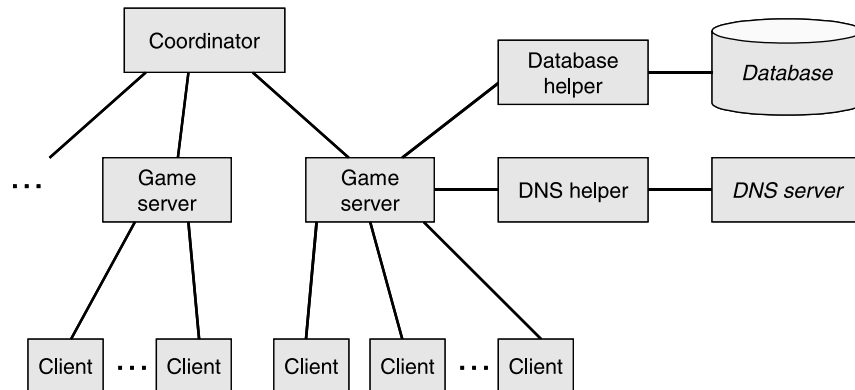 Coordinator
Database
helper
Database
...
Game
server
Game
server
DNS helper
DNS server
Client
...
Client
Client
Client
...
Client